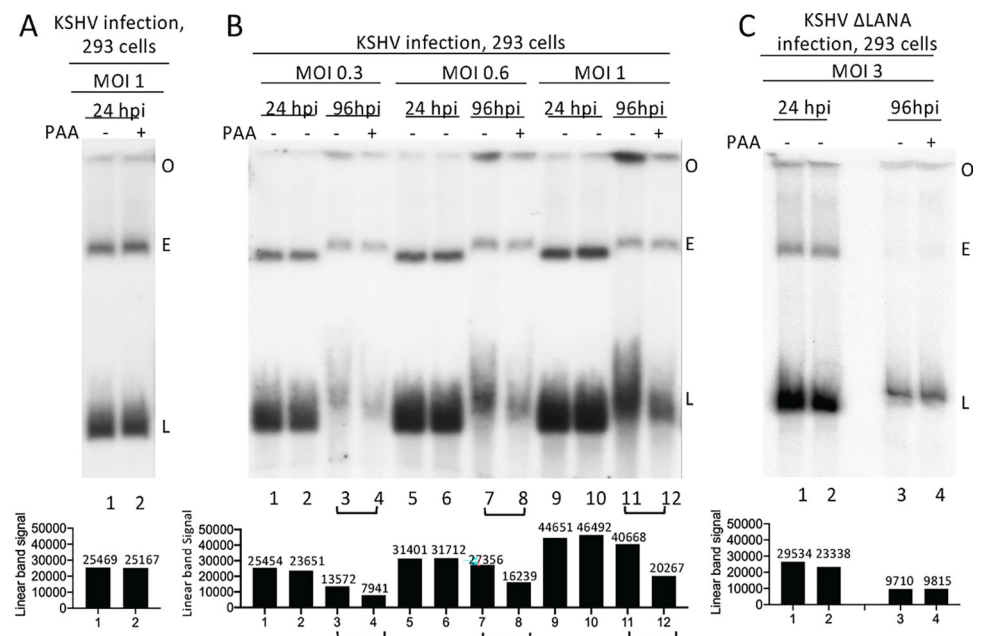 A
KSHV infection,
293 cells
MOI 1
24 hpi
PAA - +
O
E
L
1 2
Linear band signal
50000
40000
30000
20000
10000
0
25469 25167
1 2
B
KSHV infection, 293 cells
MOI 0.3 MOI 0.6 MOI 1
24 hpi 96hpi 24 hpi 96hpi 24 hpi 96hpi
PAA - + - + - + - + - + - +
O
E
L
1 2 3 4 5 6 7 8 9 10 11 12
Linear band signal
50000
40000
30000
20000
10000
0
25454 23651 13572 7941 31401 31712 27356 16239 44651 46492 40668 20267
1 2 3 4 5 6 7 8 9 10 11 12
C
KSHV ΔLANA
infection, 293 cells
MOI 3
24 hpi 96hpi
PAA - - - +
O
E
L
1 2 3 4
Linear band signal
50000
40000
30000
20000
10000
0
29534 23338 9710 9815
1 2 3 4